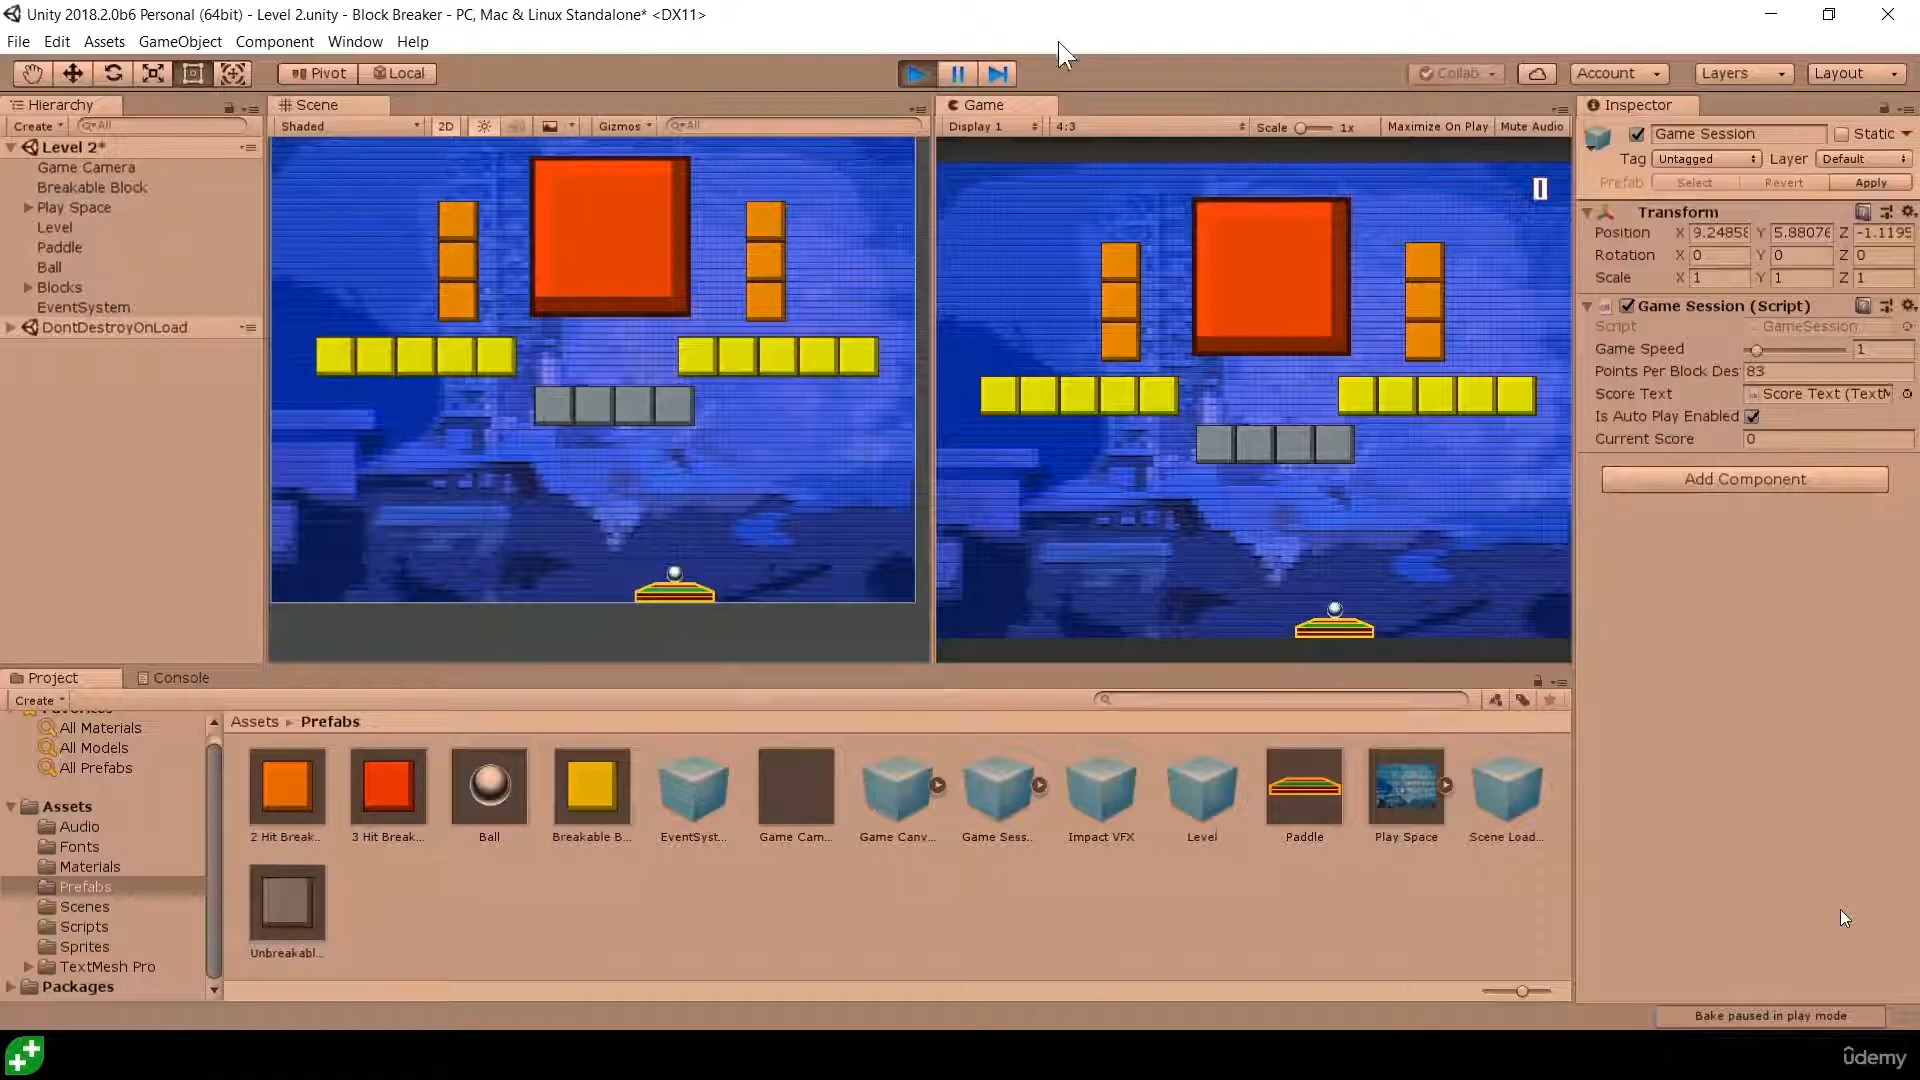 Unity 2018.2.0b6 Personal (64bit) - Level 2.unity - Block Breaker - PC, Mac & Linux Standalone* <DX11>
File Edit Assets GameObject Component Window Help
Pivot Local Collab Account Layers Layout
Hierarchy
Create All
Level 2*
Game Camera
Breakable Block
Play Space
Level
Paddle
Ball
Blocks
EventSystem
DontDestroyOnLoad
Scene
Shaded 2D Gizmos All
Game
Display 1 4:3 Scale 1x Maximize On Play Mute Audio
0
Inspector
Game Session Static
Tag Untagged Layer Default
Prefab Select Revert Apply
Transform
Position X 9.24858 Y 5.88076 Z -1.1195
Rotation X 0 Y 0 Z 0
Scale X 1 Y 1 Z 1
Game Session (Script)
Script GameSession
Game Speed 1
Points Per Block Des 83
Score Text Score Text (TextM
Is Auto Play Enabled
Current Score 0
Add Component
Project Console
Create
Favorites
All Materials
All Models
All Prefabs
Assets
Audio
Fonts
Materials
Prefabs
Scenes
Scripts
Sprites
TextMesh Pro
Packages
Assets Prefabs
2 Hit Break... 3 Hit Break... Ball Breakable B... EventSyst... Game Cam... Game Canv... Game Sess... Impact VFX Level Paddle Play Space Scene Load...
Unbreakabl...
Bake paused in play mode
ûdemy